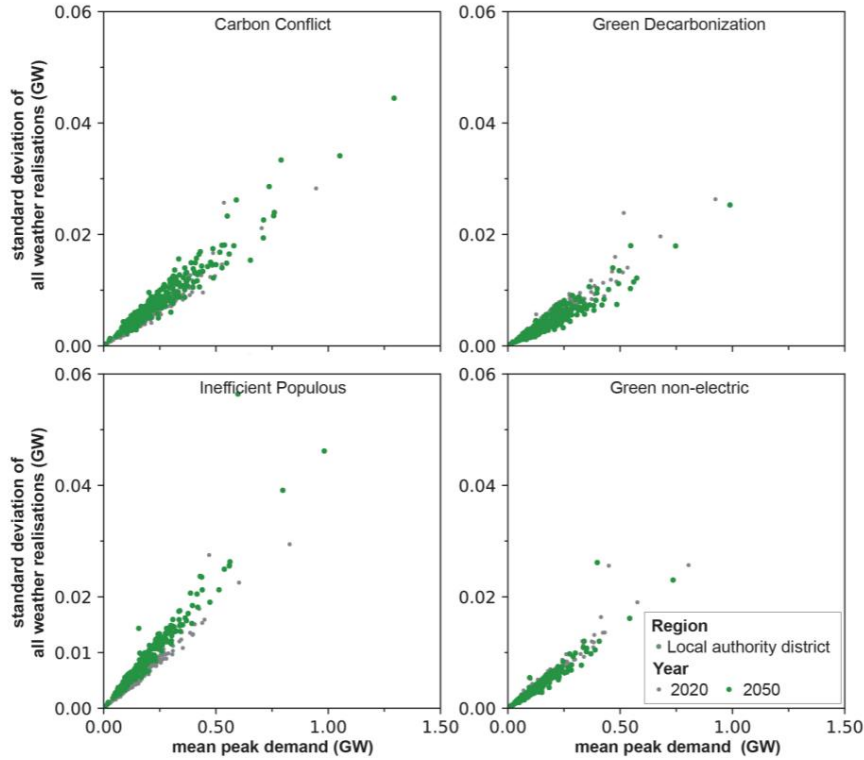 Carbon Conflict
standard deviation of
all weather realisations (GW)
0.06
0.04
0.02
0.00
Green Decarbonization
0.06
0.04
0.02
0.00
Inefficient Populous
standard deviation of
all weather realisations (GW)
0.06
0.04
0.02
0.01
0.00
0.00 0.50 1.00 1.50
mean peak demand (GW)
Green non-electric
0.06
0.04
0.02
0.00
0.00 0.50 1.00 1.50
mean peak demand (GW)
Region
Local authority district
Year
2020 2050